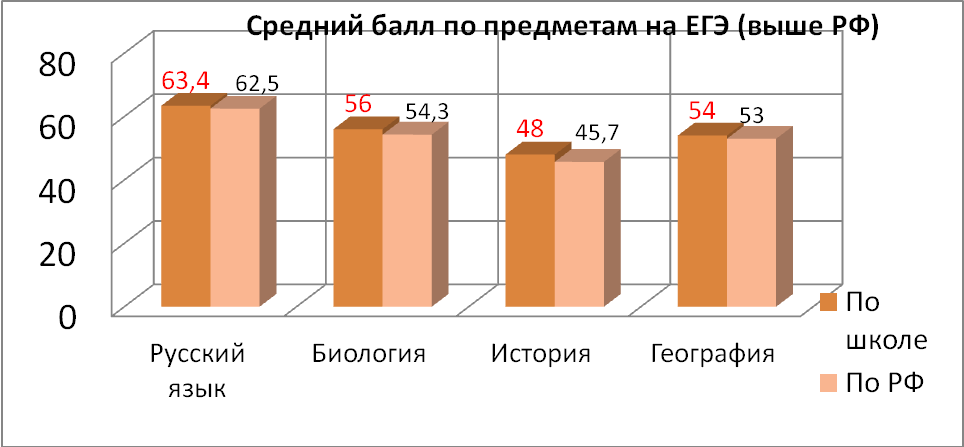 Средний балл по предметам на ЕГЭ (выше РФ)
80
60
40
20
0
63,4
62,5
56
54,3
48
45,7
54
53
Русский
язык
Биология
История
География
По
школе
По РФ